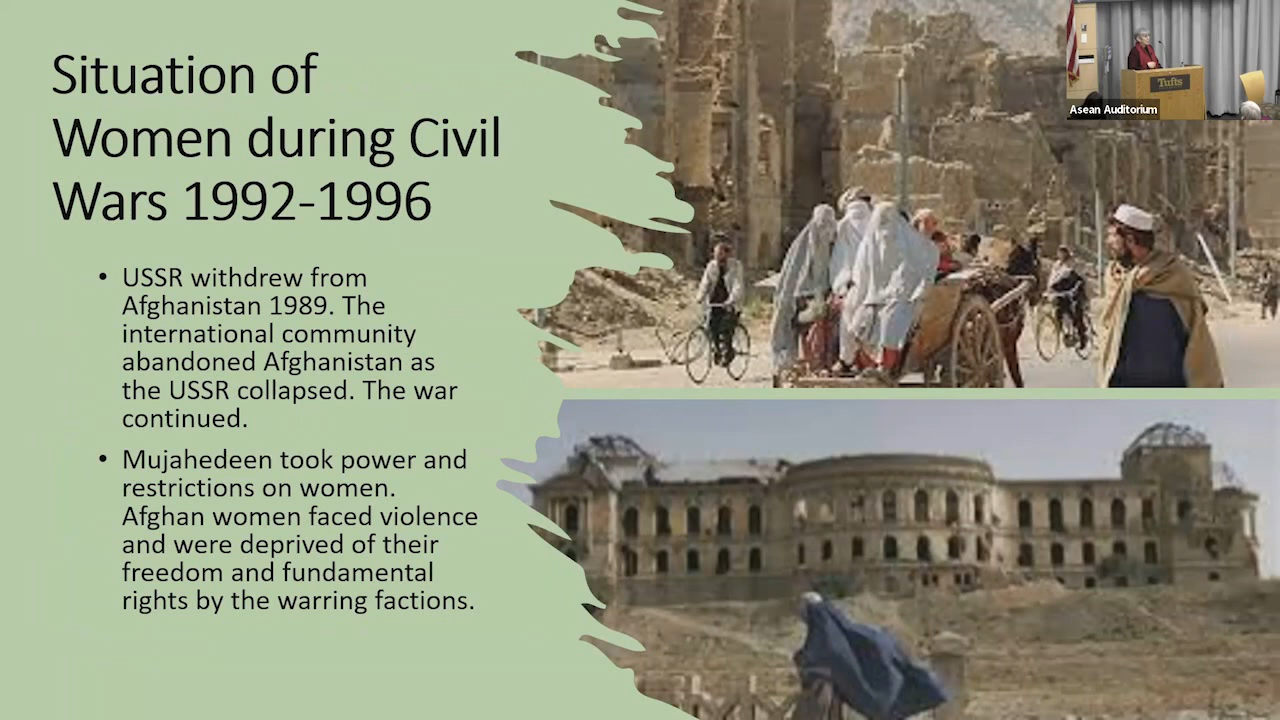 Situation of
Women during Civil
Wars 1992-1996
• USSR withdrew from
Afghanistan 1989. The
international community
abandoned Afghanistan as
the USSR collapsed. The war
continued.
• Mujahedeen took power and
restrictions on women.
Afghan women faced violence
and were deprived of their
freedom and fundamental
rights by the warring factions.
Tufts
Asean Auditorium